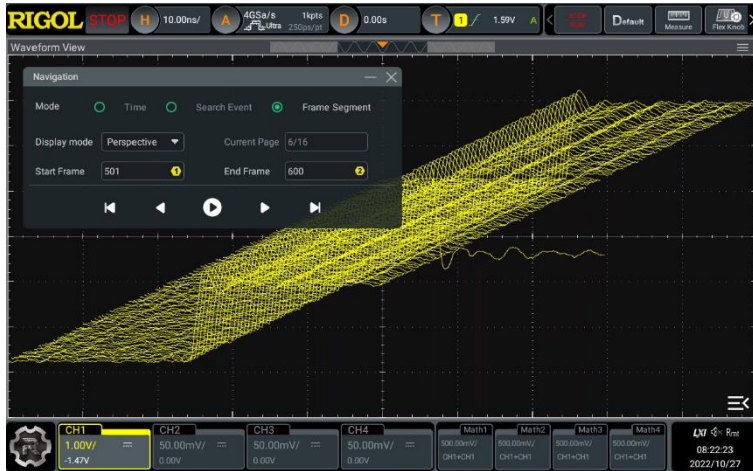 RIGOL STOP H 10.00ns/ A 4GSa/s 1kpts D 0.00s T 1 1.59V A Default Measure Flex Knob
Ultra 250ps/pt
Waveform View
Navigation
Mode Time Search Event Frame Segment
Display mode Perspective Current Page 6/16
Start Frame 501 1 End Frame 600 2
CH1 CH2 CH3 CH4 Math1 Math2 Math3 Math4 LXI Rmt
1.00V/ 50.00mV/ 50.00mV/ 50.00mV/ 500.00mV/ 500.00mV/ 500.00mV/ 500.00mV/ 08:22:23
-1.47V 0.00V 0.00V 0.00V CH1+CH1 CH1+CH1 CH1+CH1 CH1+CH1 2022/10/27